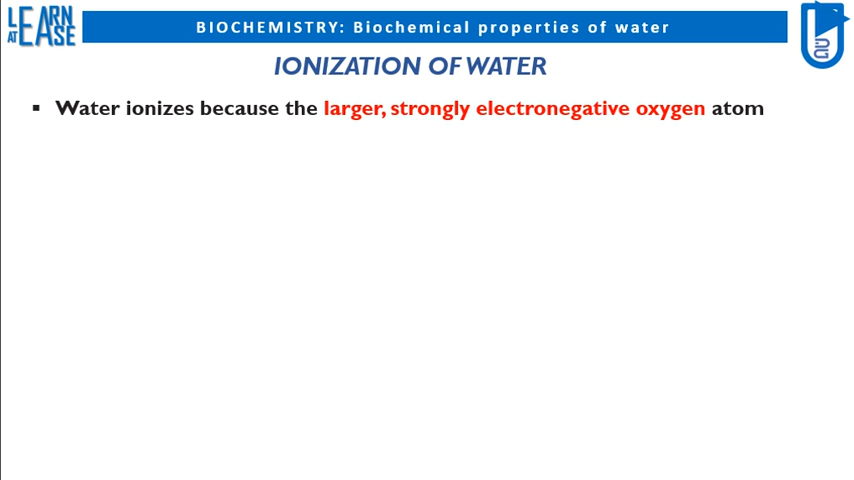 LEARN
AT EASE
BIOCHEMISTRY: Biochemical properties of water
IONIZATION OF WATER
▪ Water ionizes because the larger, strongly electronegative oxygen atom